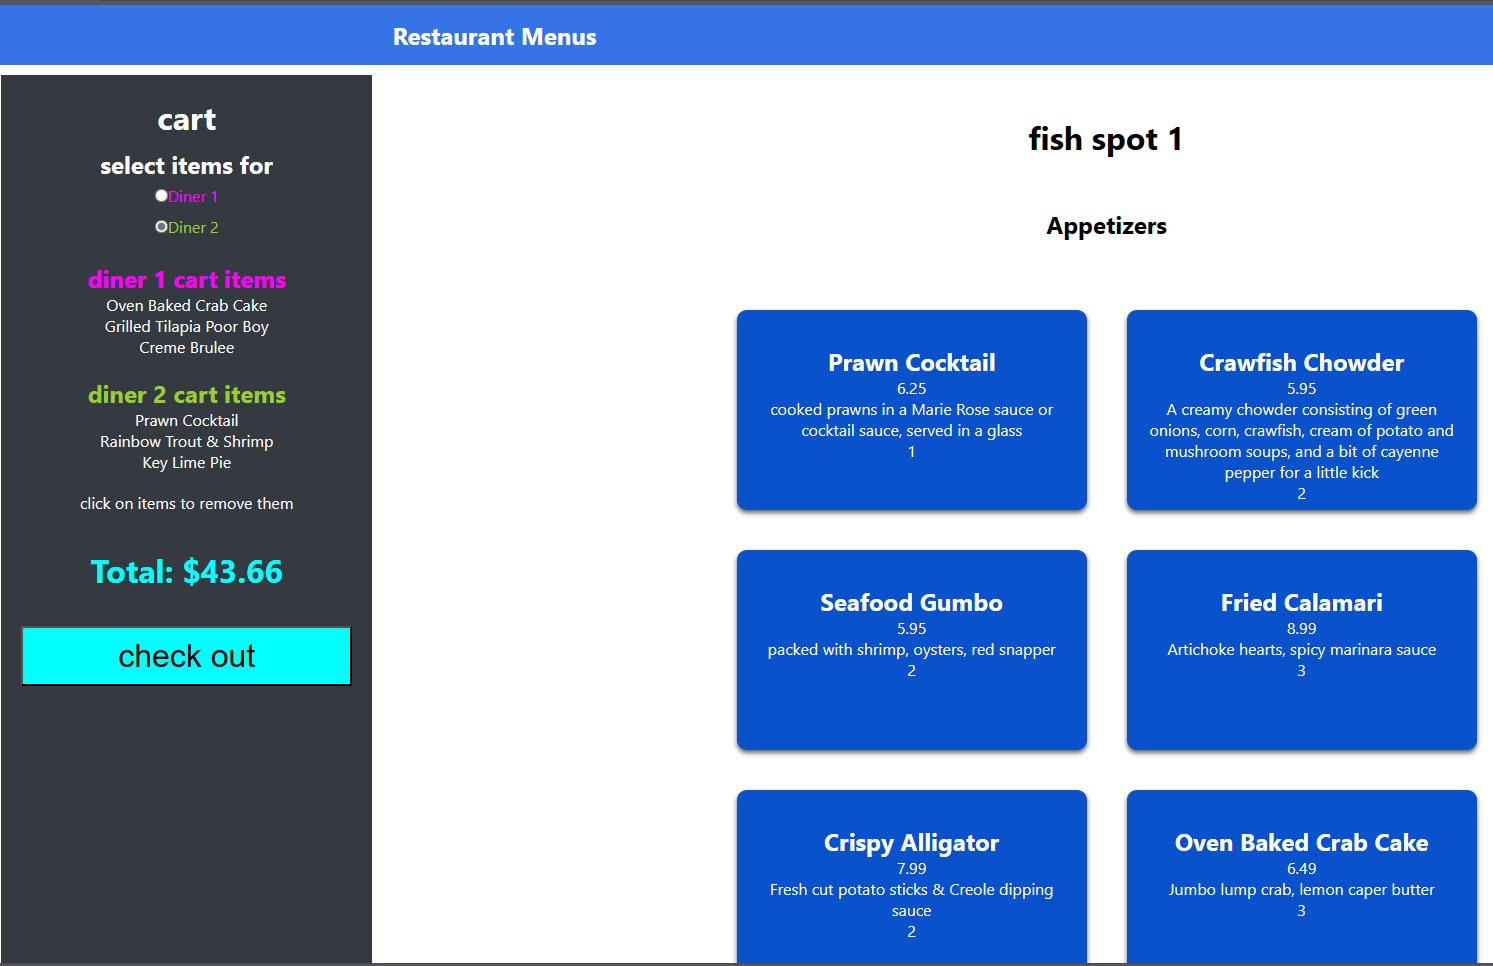 Restaurant Menus
cart
select items for
Diner 1
Diner 2
diner 1 cart items
Oven Baked Crab Cake
Grilled Tilapia Poor Boy
Creme Brulee
diner 2 cart items
Prawn Cocktail
Rainbow Trout & Shrimp
Key Lime Pie
click on items to remove them
Total: $43.66
check out
fish spot 1
Appetizers
Prawn Cocktail
6.25
cooked prawns in a Marie Rose sauce or
cocktail sauce, served in a glass
1
Crawfish Chowder
5.95
A creamy chowder consisting of green
onions, corn, crawfish, cream of potato and
mushroom soups, and a bit of cayenne
pepper for a little kick
2
Seafood Gumbo
5.95
packed with shrimp, oysters, red snapper
2
Fried Calamari
8.99
Artichoke hearts, spicy marinara sauce
3
Crispy Alligator
7.99
Fresh cut potato sticks & Creole dipping
sauce
2
Oven Baked Crab Cake
6.49
Jumbo lump crab, lemon caper butter
3